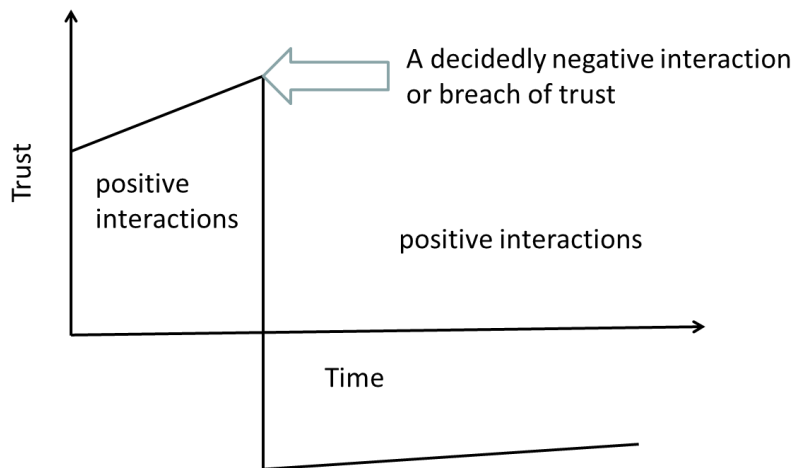 A decidedly negative interaction
or breach of trust
Trust
positive
interactions
positive interactions
Time